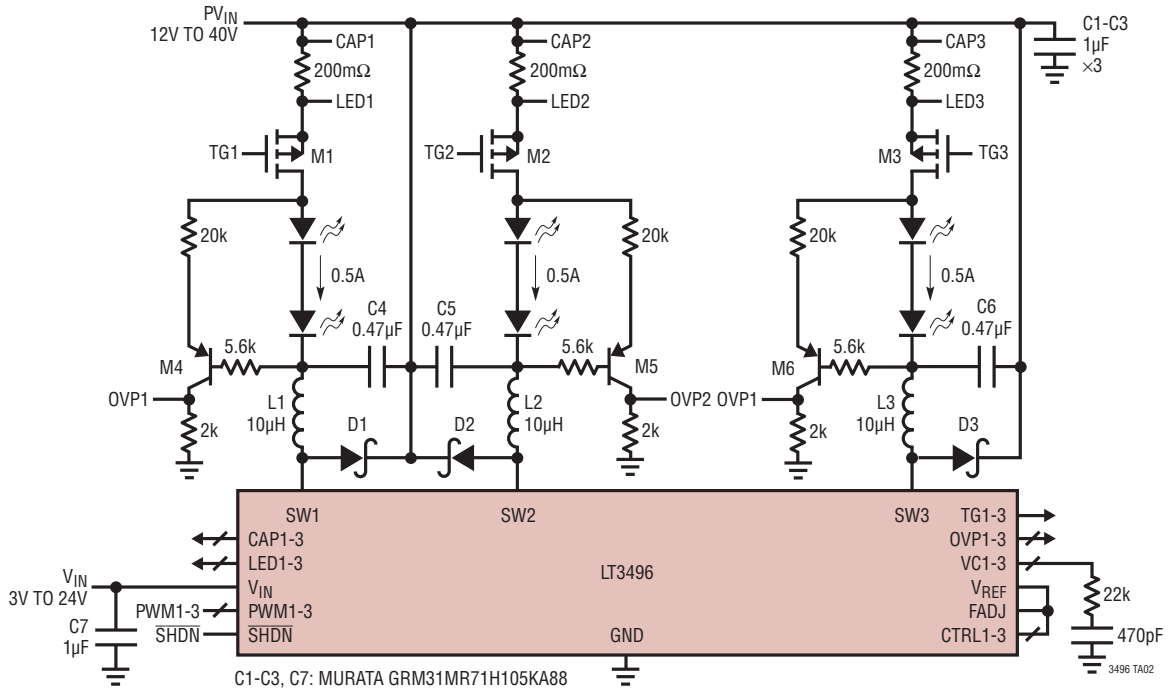 PVIN
12V TO 40V
CAP1
CAP2
CAP3
C1-C3
1µF
×3
200mΩ
200mΩ
200mΩ
LED1
LED2
LED3
TG1
M1
TG2
M2
M3
TG3
20k
20k
20k
0.5A
0.5A
0.5A
C4
0.47µF
C5
0.47µF
C6
0.47µF
M4
5.6k
5.6k
M5
M6
5.6k
OVP1
OVP2
OVP1
L1
10µH
L2
10µH
L3
10µH
2k
2k
2k
D1
D2
D3
SW1
SW2
SW3
CAP1-3
LED1-3
VIN
PWM1-3
SHDN
LT3496
GND
TG1-3
OVP1-3
VC1-3
VREF
FADJ
CTRL1-3
VIN
3V TO 24V
PWM1-3
SHDN
C7
1µF
22k
470pF
3496 TA02
C1-C3, C7: MURATA GRM31MR71H105KA88